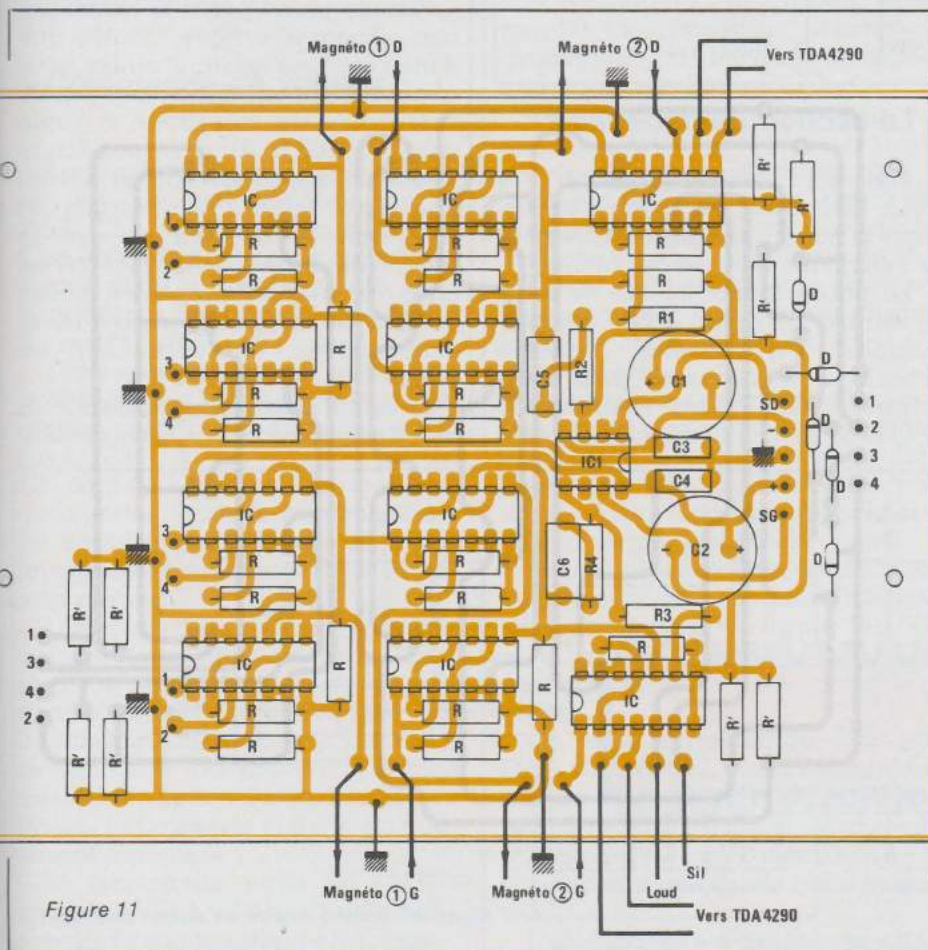 Magnéto ① D
Magnéto ② D
Vers TDA4290
IC
IC
IC
R'
R'
1
2
R
R
R
R
R
R
R'
D
R1
IC
IC
R
3
4
R
R
R
R
C5
R2
C1
+
-
D
SD
-
+
SG
D
D
D
1
2
3
4
IC1
C3
C4
IC
IC
3
4
R
R
R
R
C6
R4
C2
-
+
R'
R'
1
3
4
2
R3
IC
IC
R
1
2
R
R
R
R
R
R
IC
R'
R'
R'
R'
Magnéto ① G
Magnéto ② G
Sil
Loud
Vers TDA4290
Figure 11